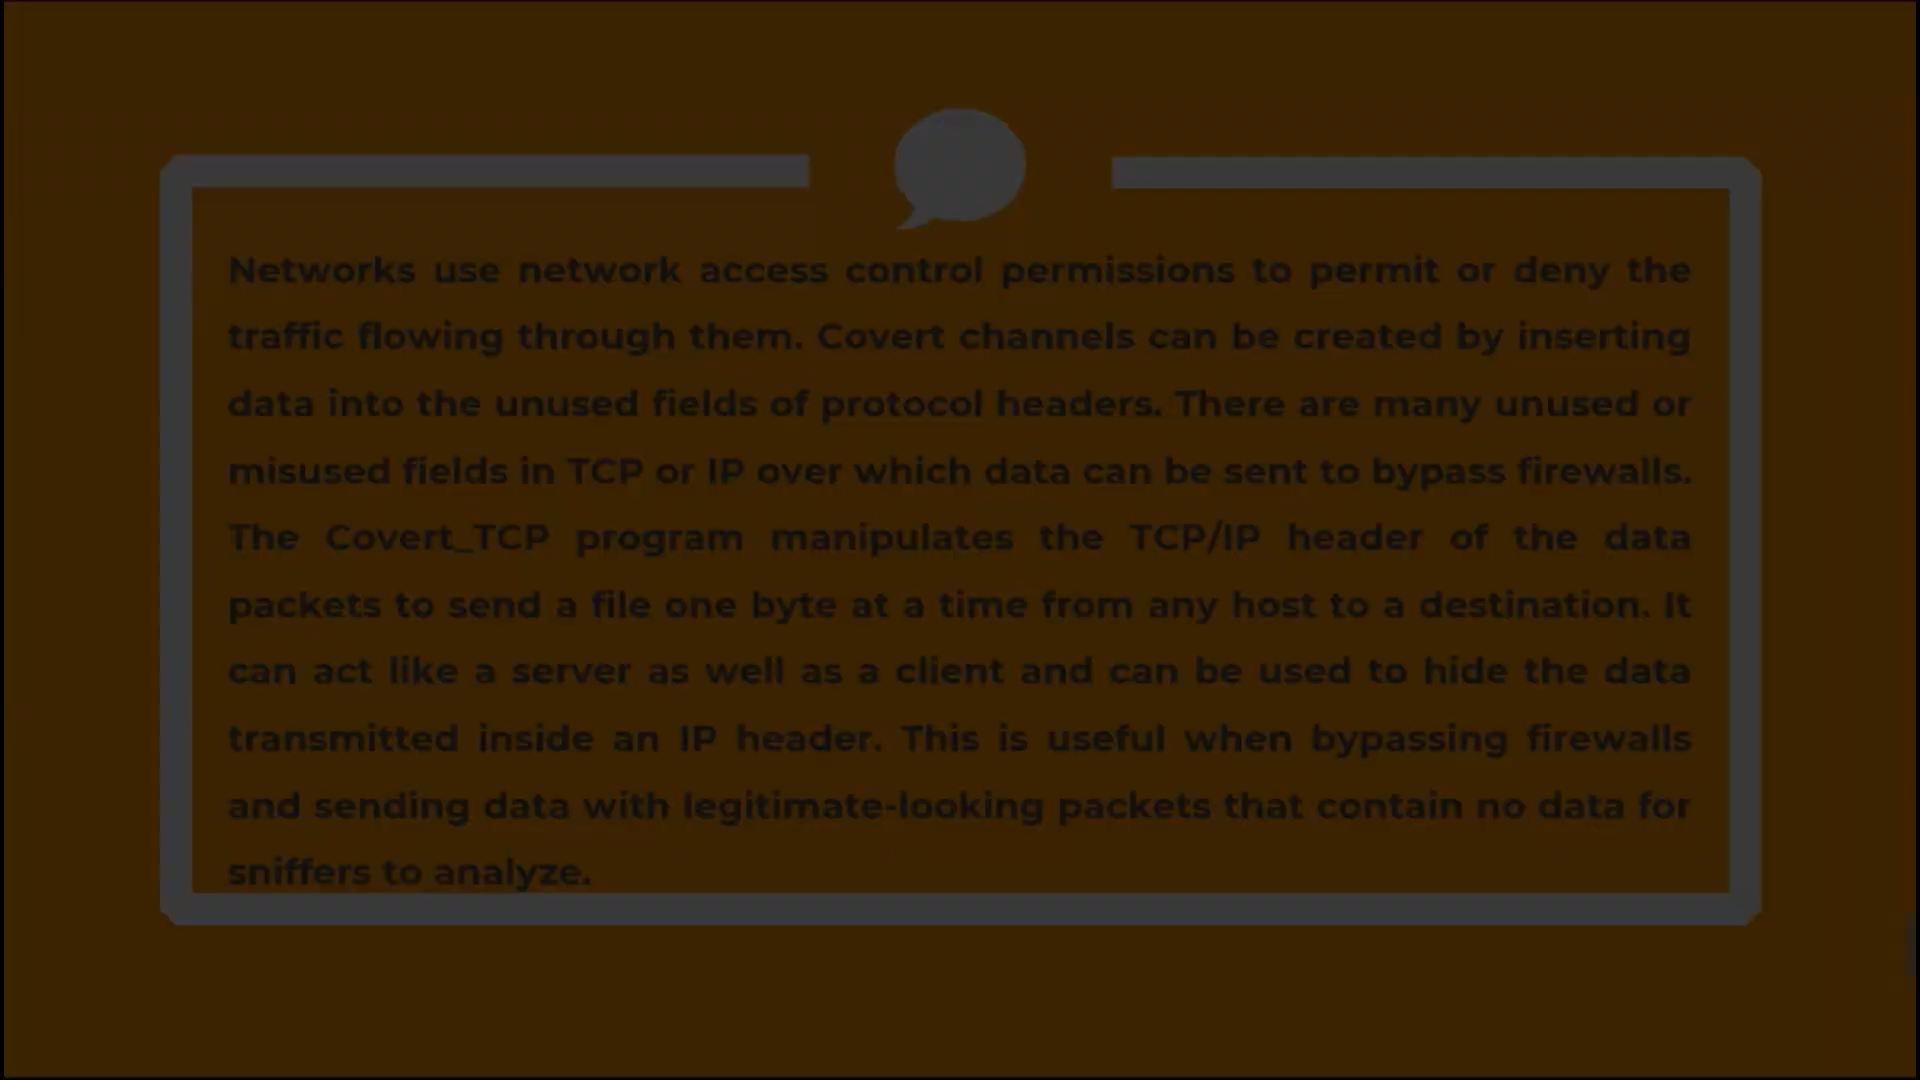 Networks use network access control permissions to permit or deny the
traffic flowing through them. Covert channels can be created by inserting
data into the unused fields of protocol headers. There are many unused or
misused fields in TCP or IP over which data can be sent to bypass firewalls.
The Covert_TCP program manipulates the TCP/IP header of the data
packets to send a file one byte at a time from any host to a destination. It
can act like a server as well as a client and can be used to hide the data
transmitted inside an IP header. This is useful when bypassing firewalls
and sending data with legitimate-looking packets that contain no data for
sniffers to analyze.